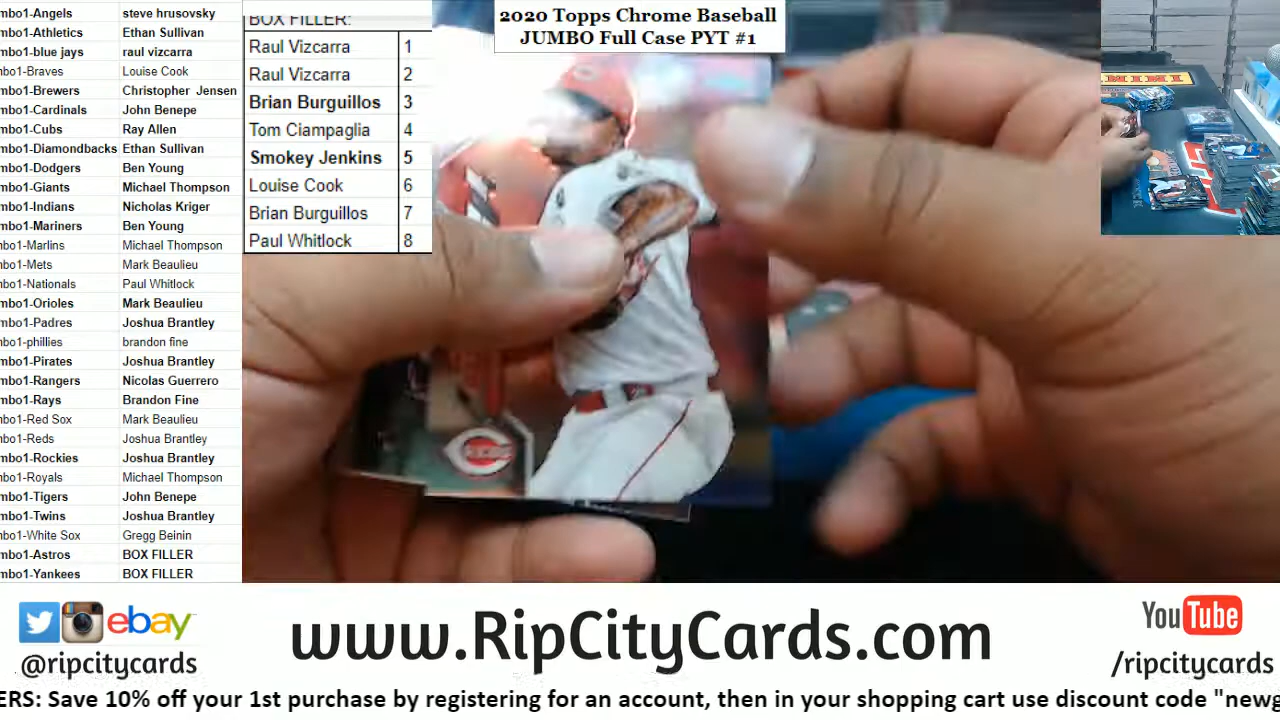 mbo1-Angels steve hrusovsky
mbo1-Athletics Ethan Sullivan
mbo1-blue jays raul vizcarra
mbo1-Braves Louise Cook
mbo1-Brewers Christopher Jensen
mbo1-Cardinals John Benepe
mbo1-Cubs Ray Allen
mbo1-Diamondbacks Ethan Sullivan
mbo1-Dodgers Ben Young
mbo1-Giants Michael Thompson
mbo1-Indians Nicholas Kriger
mbo1-Mariners Ben Young
mbo1-Marlins Michael Thompson
mbo1-Mets Mark Beaulieu
mbo1-Nationals Paul Whitlock
mbo1-Orioles Mark Beaulieu
mbo1-Padres Joshua Brantley
mbo1-phillies brandon fine
mbo1-Pirates Joshua Brantley
mbo1-Rangers Nicolas Guerrero
mbo1-Rays Brandon Fine
mbo1-Red Sox Mark Beaulieu
mbo1-Reds Joshua Brantley
mbo1-Rockies Joshua Brantley
mbo1-Royals Michael Thompson
mbo1-Tigers John Benepe
mbo1-Twins Joshua Brantley
mbo1-White Sox Gregg Beinin
mbo1-Astros BOX FILLER
mbo1-Yankees BOX FILLER
BOX FILLER:
Raul Vizcarra 1
Raul Vizcarra 2
Brian Burguillos 3
Tom Ciampaglia 4
Smokey Jenkins 5
Louise Cook 6
Brian Burguillos 7
Paul Whitlock 8
2020 Topps Chrome Baseball
JUMBO Full Case PYT #1
REDS
ebay
@ripcitycards
www.RipCityCards.com
YouTube
/ripcitycards
ERS: Save 10% off your 1st purchase by registering for an account, then in your shopping cart use discount code "newg